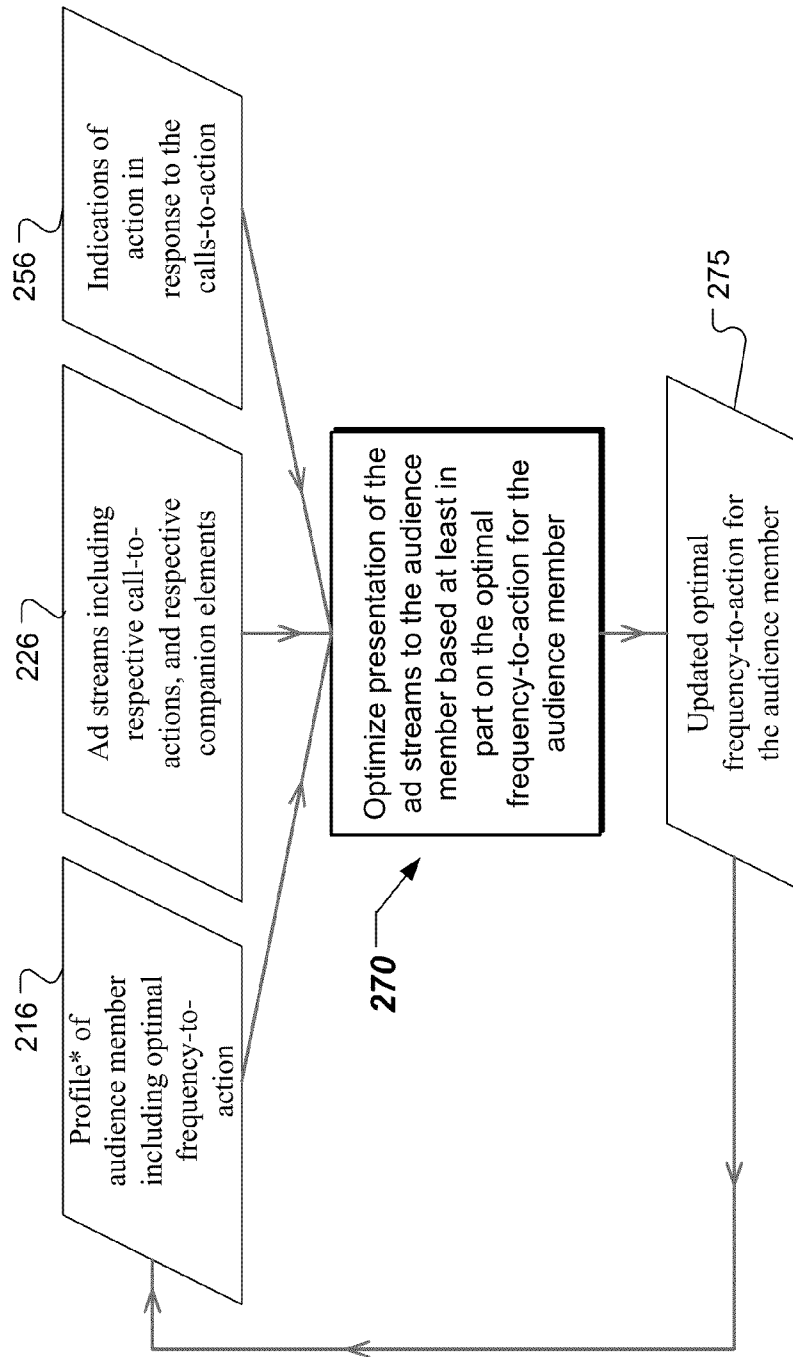 216
Profile* of
audience member
including optimal
frequency-to-
action
226
Ad streams including
respective call-to-
actions, and respective
companion elements
256
Indications of
action in
response to the
calls-to-action
270
Optimize presentation of the
ad streams to the audience
member based at least in
part on the optimal
frequency-to-action for the
audience member
275
Updated optimal
frequency-to-action for
the audience member